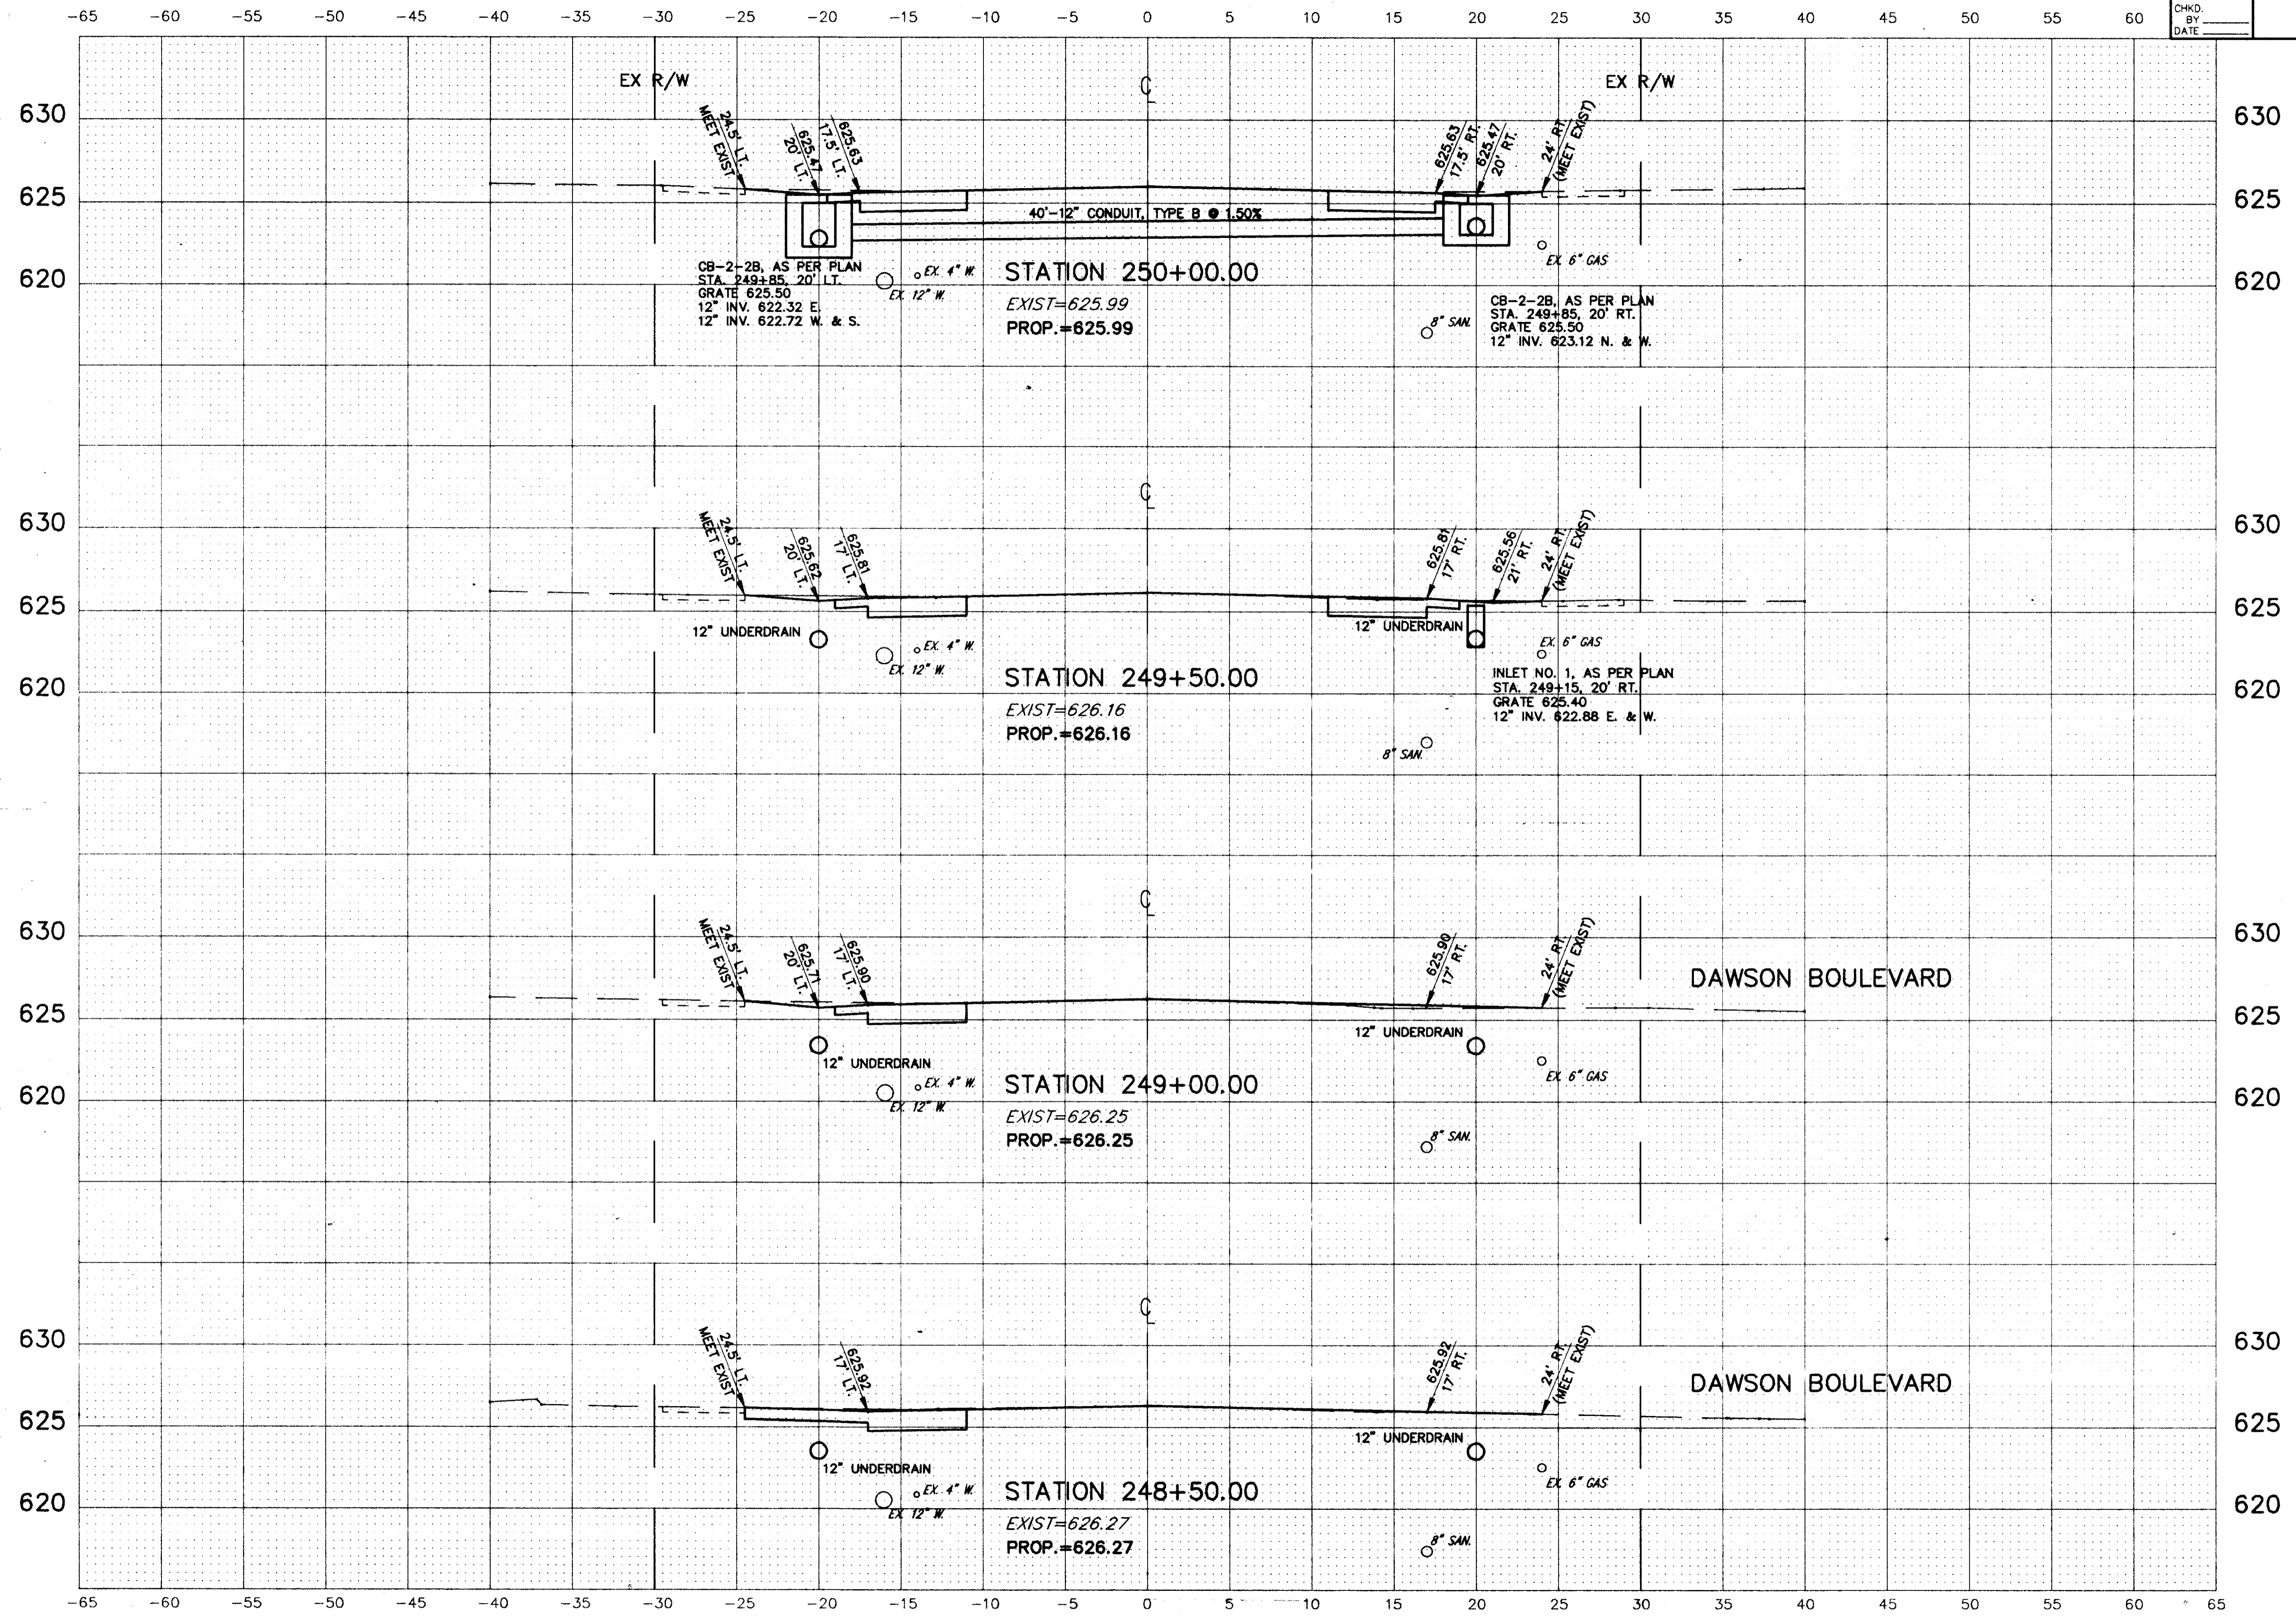 CHKD.
BY
DATE
-65 -60 -55 -50 -45 -40 -35 -30 -25 -20 -15 -10 -5 0 5 10 15 20 25 30 35 40 45 50 55 60
EX R/W
EX R/W
℄
630
630
24.5' LT.
MEET EXIST
625.47
20' LT.
625.63
17.5' LT.
625.63
17.5' RT.
625.47
20' RT.
24' RT.
(MEET EXIST)
625
625
40'-12" CONDUIT, TYPE B @ 1.50%
620
620
CB-2-2B, AS PER PLAN
STA. 249+85, 20' LT.
GRATE 625.50
12" INV. 622.32 E.
12" INV. 622.72 W. & S.
EX. 4" W.
EX. 12" W.
STATION 250+00.00
EXIST=625.99
PROP.=625.99
EX. 6" GAS
8" SAN.
CB-2-2B, AS PER PLAN
STA. 249+85, 20' RT.
GRATE 625.50
12" INV. 623.12 N. & W.
℄
630
630
24.5' LT.
MEET EXIST
625.62
20' LT.
625.81
17' LT.
625.81
17' RT.
625.56
21' RT.
24' RT.
(MEET EXIST)
625
625
12" UNDERDRAIN
12" UNDERDRAIN
EX. 4" W.
EX. 12" W.
EX. 6" GAS
620
620
STATION 249+50.00
EXIST=626.16
PROP.=626.16
INLET NO. 1, AS PER PLAN
STA. 249+15, 20' RT.
GRATE 625.40
12" INV. 622.88 E. & W.
8" SAN.
℄
630
630
24.5' LT.
MEET EXIST
625.71
20' LT.
625.90
17' LT.
625.90
17' RT.
24' RT.
(MEET EXIST)
DAWSON BOULEVARD
625
625
12" UNDERDRAIN
12" UNDERDRAIN
EX. 4" W.
EX. 12" W.
EX. 6" GAS
620
620
STATION 249+00.00
EXIST=626.25
PROP.=626.25
8" SAN.
℄
630
630
24.5' LT.
MEET EXIST
625.92
17' LT.
625.92
17' RT.
24' RT.
(MEET EXIST)
DAWSON BOULEVARD
625
625
12" UNDERDRAIN
12" UNDERDRAIN
EX. 4" W.
EX. 12" W.
EX. 6" GAS
620
620
STATION 248+50.00
EXIST=626.27
PROP.=626.27
8" SAN.
-65 -60 -55 -50 -45 -40 -35 -30 -25 -20 -15 -10 -5 0 5 10 15 20 25 30 35 40 45 50 55 60 65